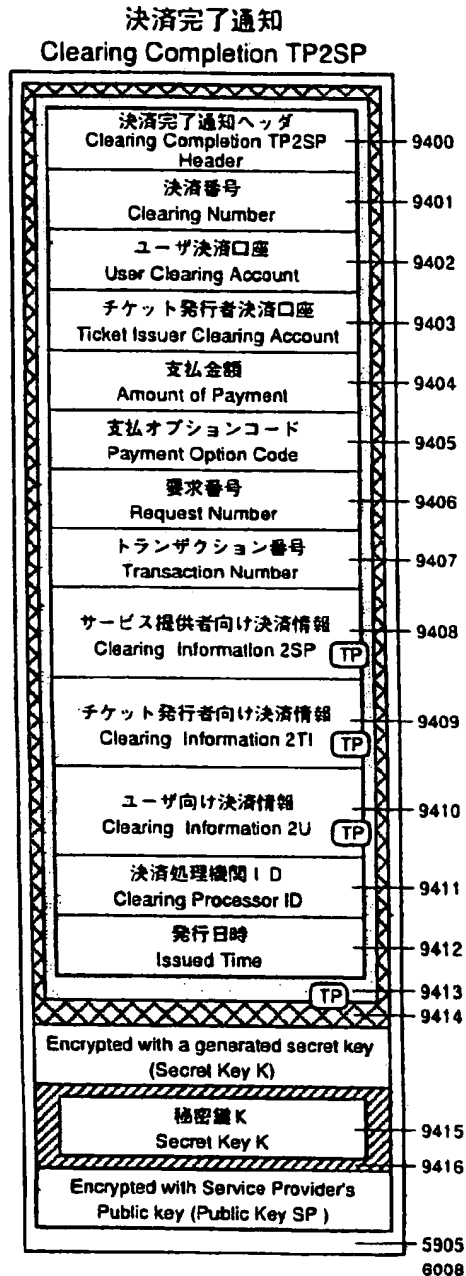 決済完了通知
Clearing Completion TP2SP
決済完了通知ヘッダ
Clearing Completion TP2SP
Header
9400
決済番号
Clearing Number
9401
ユーザ決済口座
User Clearing Account
9402
チケット発行者決済口座
Ticket Issuer Clearing Account
9403
支払金額
Amount of Payment
9404
支払オプションコード
Payment Option Code
9405
要求番号
Request Number
9406
トランザクション番号
Transaction Number
9407
サービス提供者向け決済情報
Clearing Information 2SP
TP
9408
チケット発行者向け決済情報
Clearing Information 2TI
TP
9409
ユーザ向け決済情報
Clearing Information 2U
TP
9410
決済処理機関ID
Clearing Processor ID
9411
発行日時
Issued Time
9412
TP
9413
9414
Encrypted with a generated secret key
(Secret Key K)
秘密鍵K
Secret Key K
9415
9416
Encrypted with Service Provider's
Public key (Public Key SP )
5905
6008